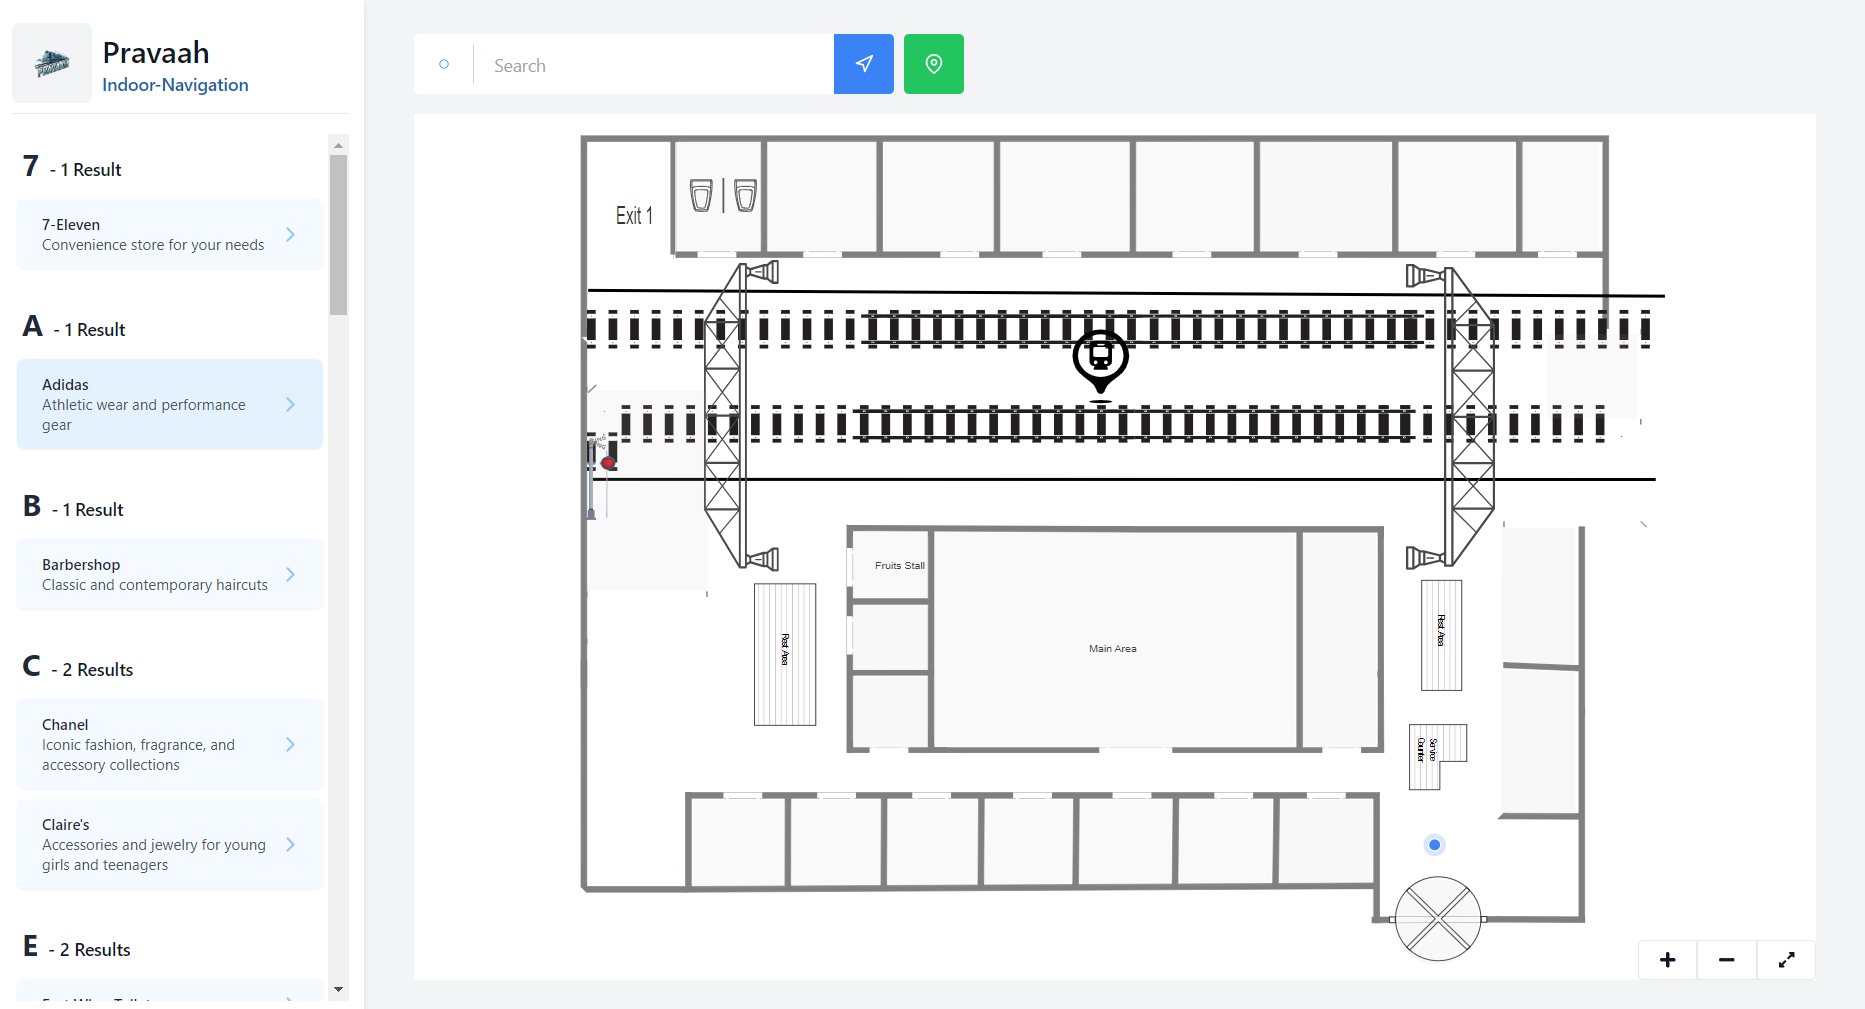 Pravaah
Indoor-Navigation
Search
7 - 1 Result
7-Eleven
Convenience store for your needs
A - 1 Result
Adidas
Athletic wear and performance
gear
B - 1 Result
Barbershop
Classic and contemporary haircuts
C - 2 Results
Chanel
Iconic fashion, fragrance, and
accessory collections
Claire's
Accessories and jewelry for young
girls and teenagers
E - 2 Results
Exit 1
Fruits Stall
Main Area
Rest Area
Rest Area
Service
Counter